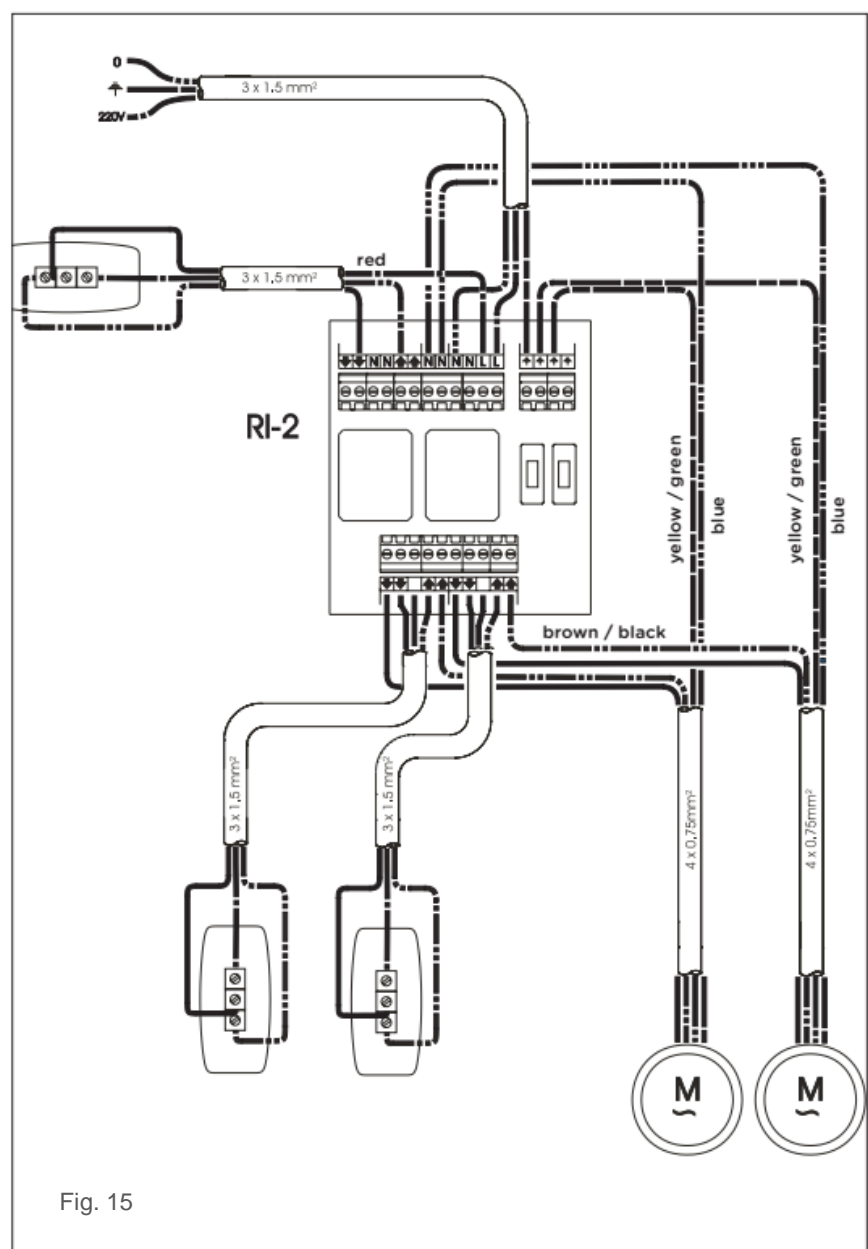 0
3 x 1.5 mm²
220V
red
3 x 1.5 mm²
N N N N N N L L
RI-2
yellow / green
blue
yellow / green
blue
brown / black
3 x 1.5 mm²
3 x 1.5 mm²
4 x 0,75mm²
4 x 0,75mm²
M
~
M
~
Fig. 15